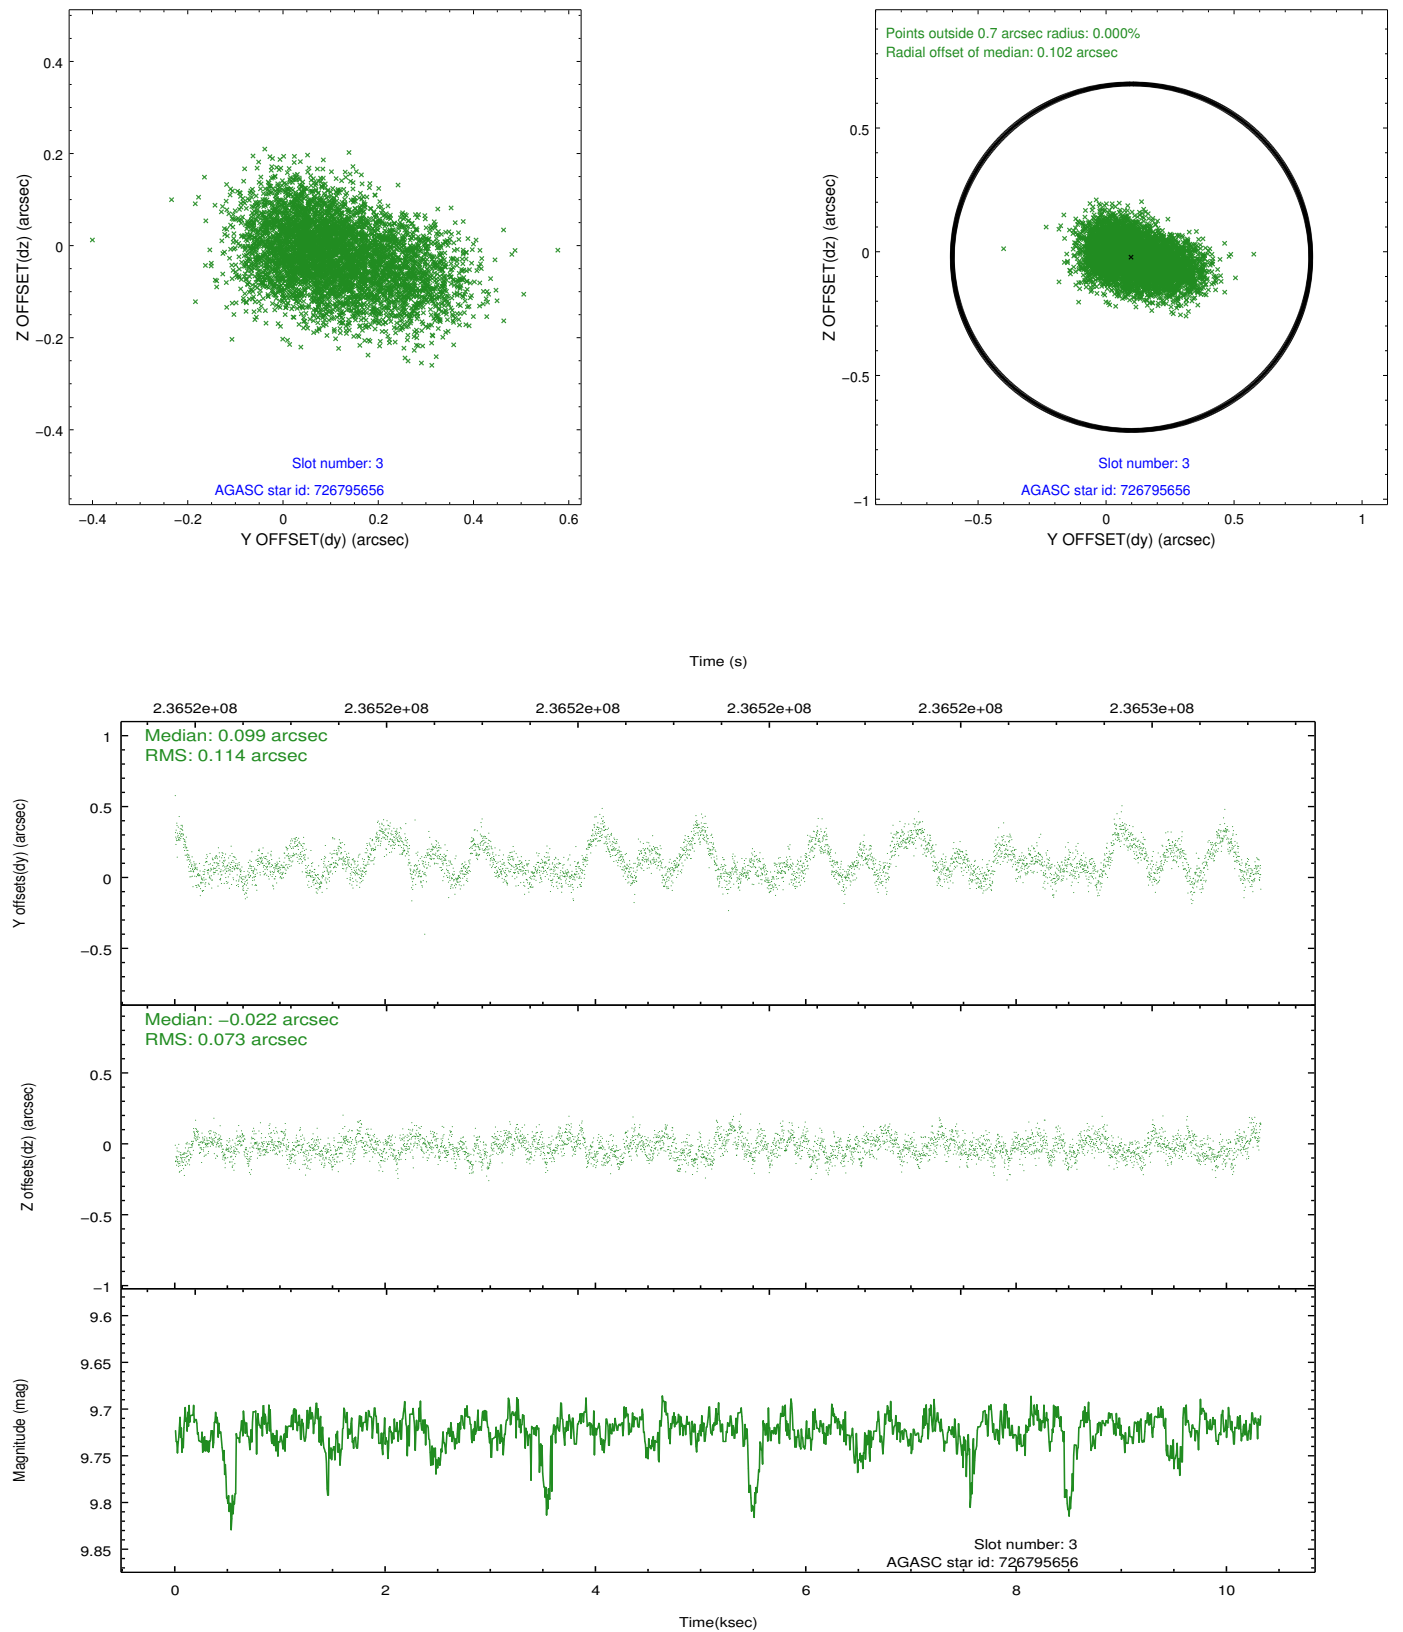 0.4
0.2
0
−0.2
−0.4
Z OFFSET(dz) (arcsec)
Slot number: 3
AGASC star id: 726795656
−0.4 −0.2 0 0.2 0.4 0.6
Y OFFSET(dy) (arcsec)
Points outside 0.7 arcsec radius: 0.000%
Radial offset of median: 0.102 arcsec
0.5
0
−0.5
−1
Z OFFSET(dz) (arcsec)
Slot number: 3
AGASC star id: 726795656
−0.5 0 0.5 1
Y OFFSET(dy) (arcsec)
Time (s)
2.3652e+08 2.3652e+08 2.3652e+08 2.3652e+08 2.3652e+08 2.3653e+08
Median: 0.099 arcsec
RMS: 0.114 arcsec
1
0.5
0
−0.5
Y offsets(dy) (arcsec)
Median: −0.022 arcsec
RMS: 0.073 arcsec
0.5
0
−0.5
−1
Z offsets(dz) (arcsec)
9.6
9.65
9.7
9.75
9.8
9.85
Magnitude (mag)
Slot number: 3
AGASC star id: 726795656
0 2 4 6 8 10
Time(ksec)